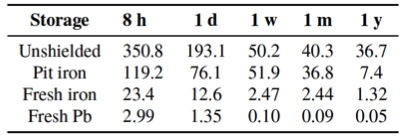 Storage 8 h 1 d 1 w 1 m 1 y
Unshielded 350.8 193.1 50.2 40.3 36.7
Pit iron 119.2 76.1 51.9 36.8 7.4
Fresh iron 23.4 12.6 2.47 2.44 1.32
Fresh Pb 2.99 1.35 0.10 0.09 0.05